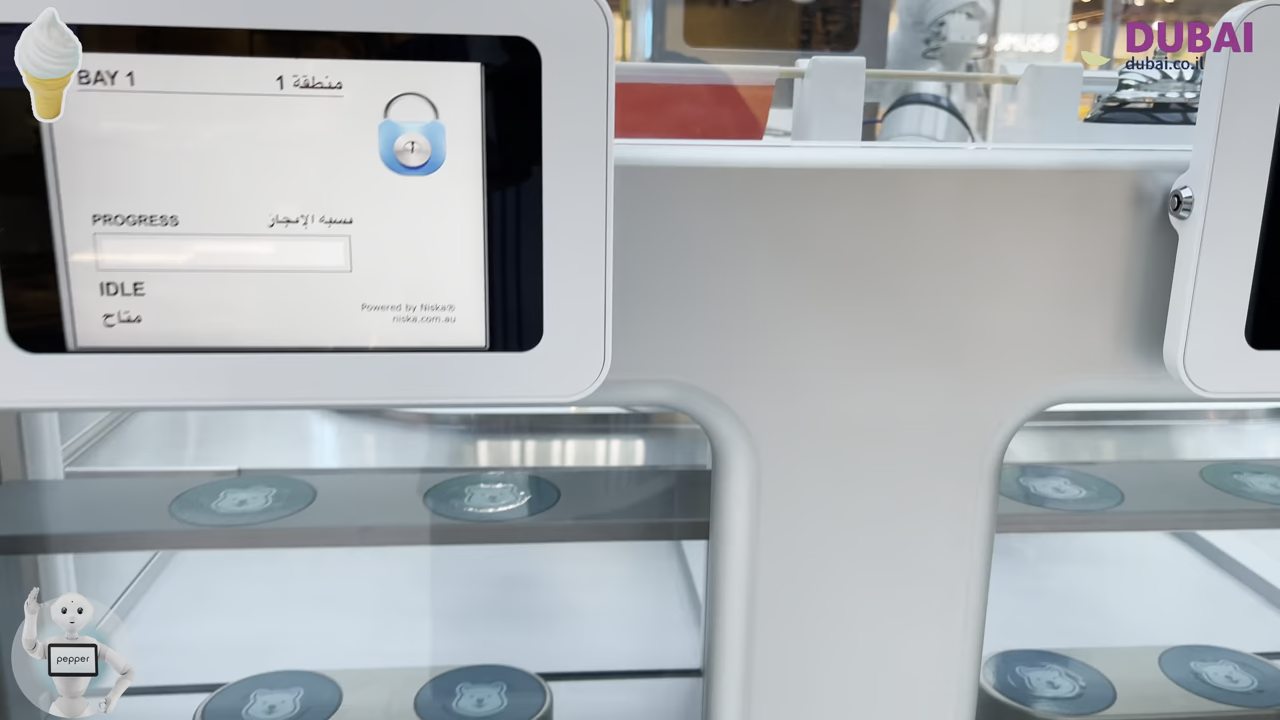 BAY 1
منطقة 1
PROGRESS
نسبة الإنجاز
IDLE
متاح
Powered by Niska®
niska.com.au
DUBAI
dubai.co.il
pepper